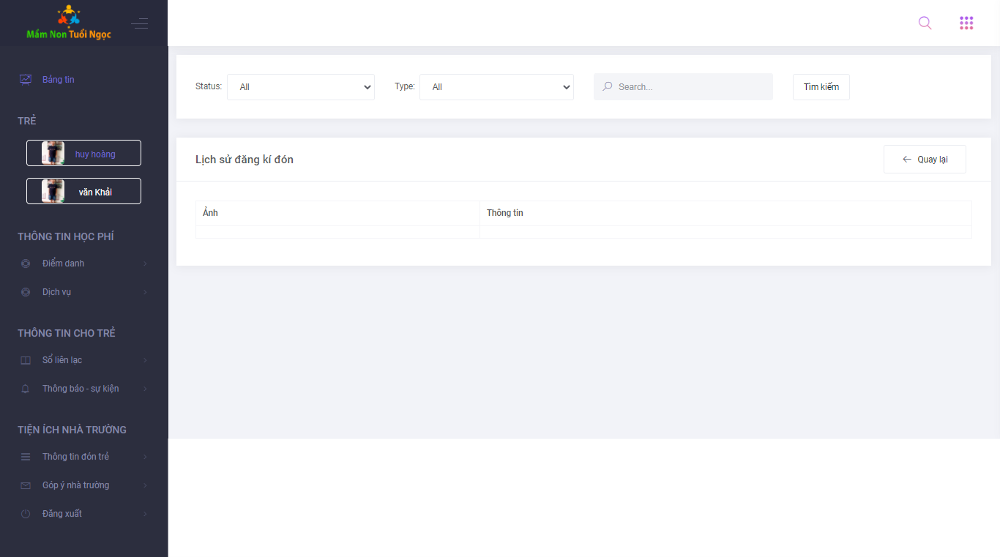 Mầm Non Tuổi Ngọc
Bảng tin
TRẺ
huy hoàng
văn Khải
THÔNG TIN HỌC PHÍ
Điểm danh
Dịch vụ
THÔNG TIN CHO TRẺ
Sổ liên lạc
Thông báo - sự kiện
TIỆN ÍCH NHÀ TRƯỜNG
Thông tin đón trẻ
Góp ý nhà trường
Đăng xuất
Status: All Type: All Search... Tìm kiếm
Lịch sử đăng kí đón Quay lại
Ảnh Thông tin